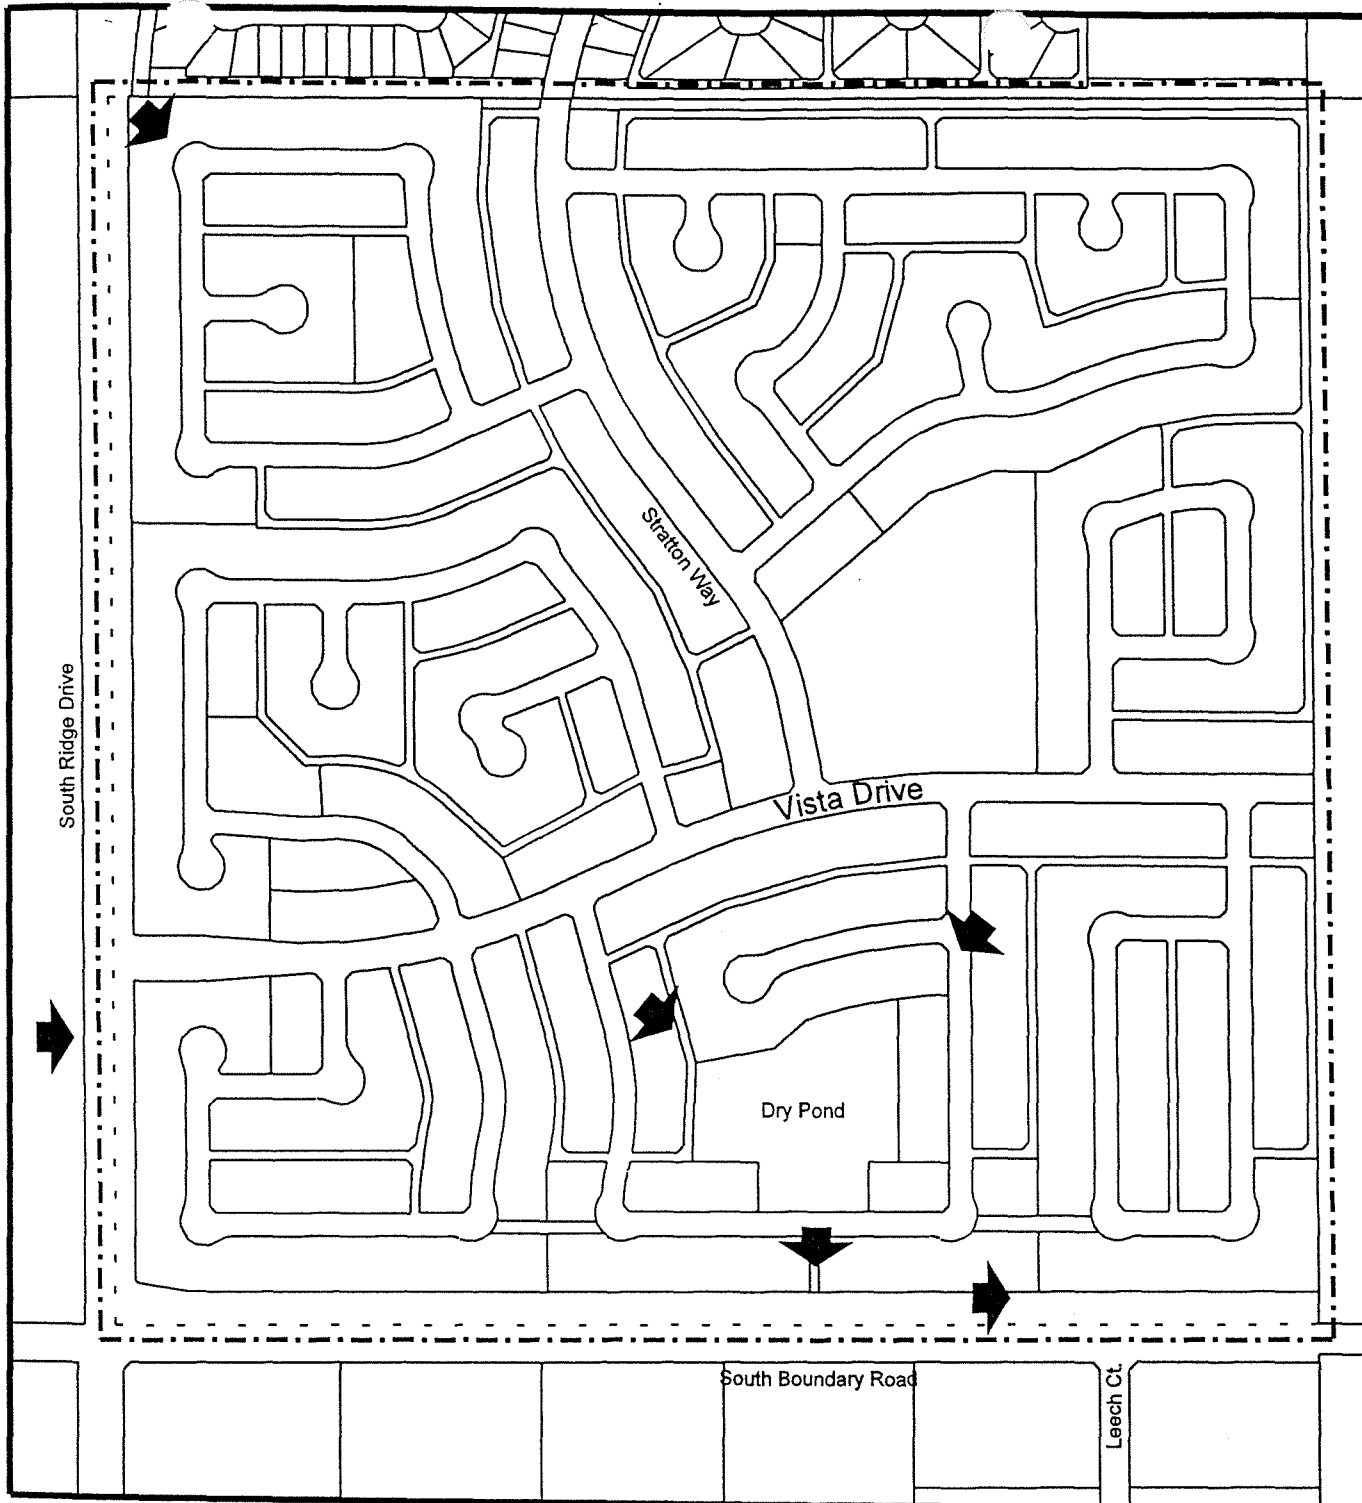 Stratton Way
South Ridge Drive
Vista Drive
Dry Pond
South Boundary Road
Leech Ct.